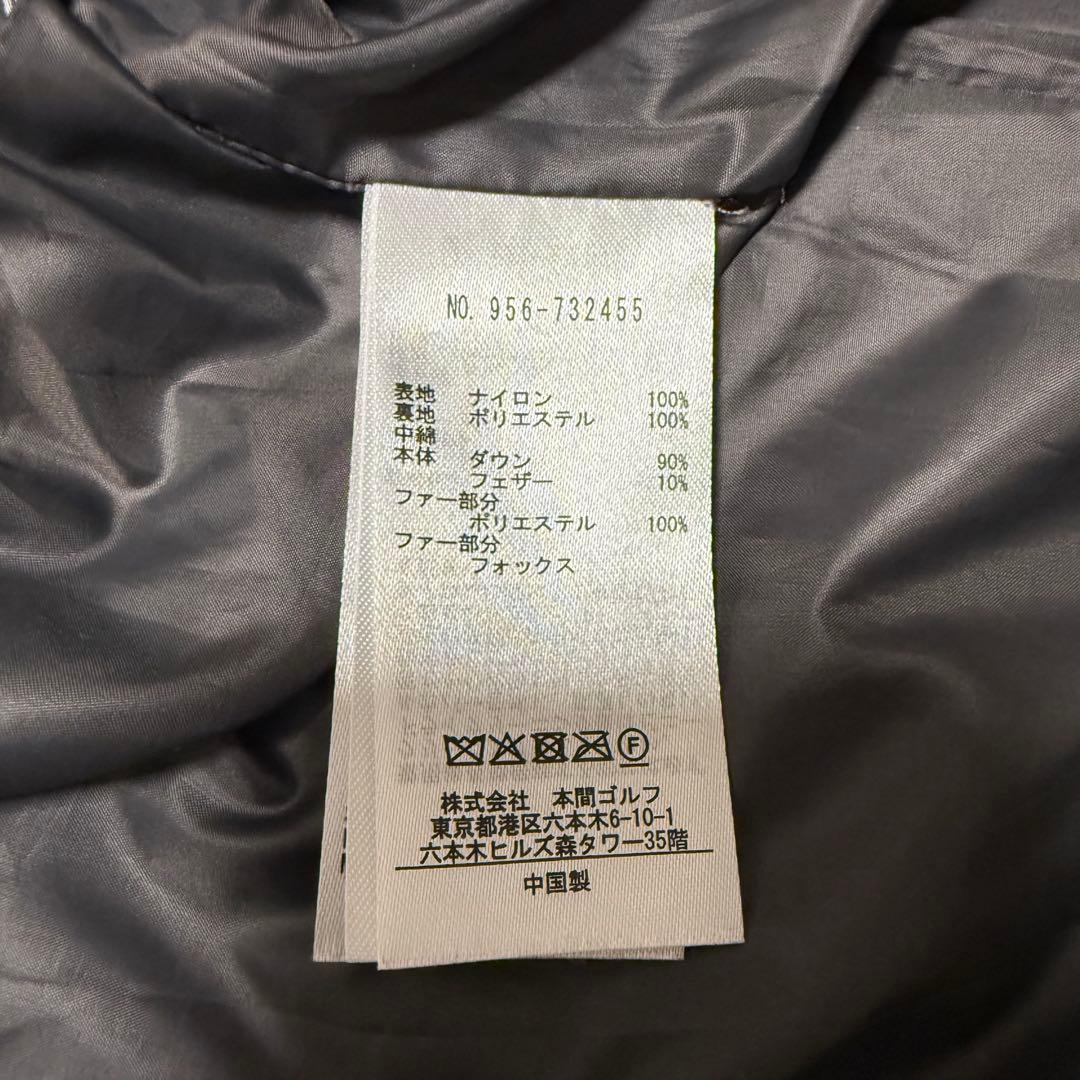 NO. 956-732455
表地 ナイロン 100%
裏地 ポリエステル 100%
中綿
本体 ダウン 90%
フェザー 10%
ファー部分
ポリエステル 100%
ファー部分
フォックス
F
株式会社 本間ゴルフ
東京都港区六本木6-10-1
六本木ヒルズ森タワー35階
中国製